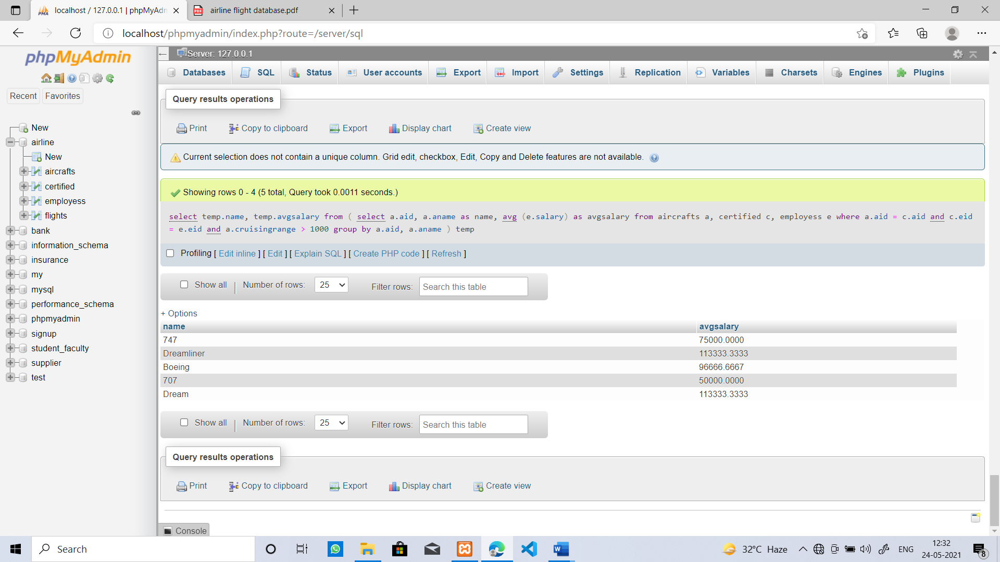 localhost / 127.0.0.1 | phpMyAdm
airline flight database.pdf
localhost/phpmyadmin/index.php?route=/server/sql
phpMyAdmin
Recent
Favorites
New
airline
New
aircrafts
certified
employess
flights
bank
information_schema
insurance
my
mysql
performance_schema
phpmyadmin
signup
student_faculty
supplier
test
Server: 127.0.0.1
Databases SQL Status User accounts Export Import Settings Replication Variables Charsets Engines Plugins
Query results operations
Print Copy to clipboard Export Display chart Create view
Current selection does not contain a unique column. Grid edit, checkbox, Edit, Copy and Delete features are not available.
Showing rows 0 - 4 (5 total, Query took 0.0011 seconds.)
select temp.name, temp.avgsalary from ( select a.aid, a.aname as name, avg (e.salary) as avgsalary from aircrafts a, certified c, employess e where a.aid = c.aid and c.eid
= e.eid and a.cruisingrange > 1000 group by a.aid, a.aname ) temp
Profiling [ Edit inline ] [ Edit ] [ Explain SQL ] [ Create PHP code ] [ Refresh ]
Show all | Number of rows: 25 Filter rows: Search this table
+ Options
name avgsalary
747 75000.0000
Dreamliner 113333.3333
Boeing 96666.6667
707 50000.0000
Dream 113333.3333
Show all | Number of rows: 25 Filter rows: Search this table
Query results operations
Print Copy to clipboard Export Display chart Create view
Console
Search
32°C Haze
ENG
12:32
24-05-2021
8